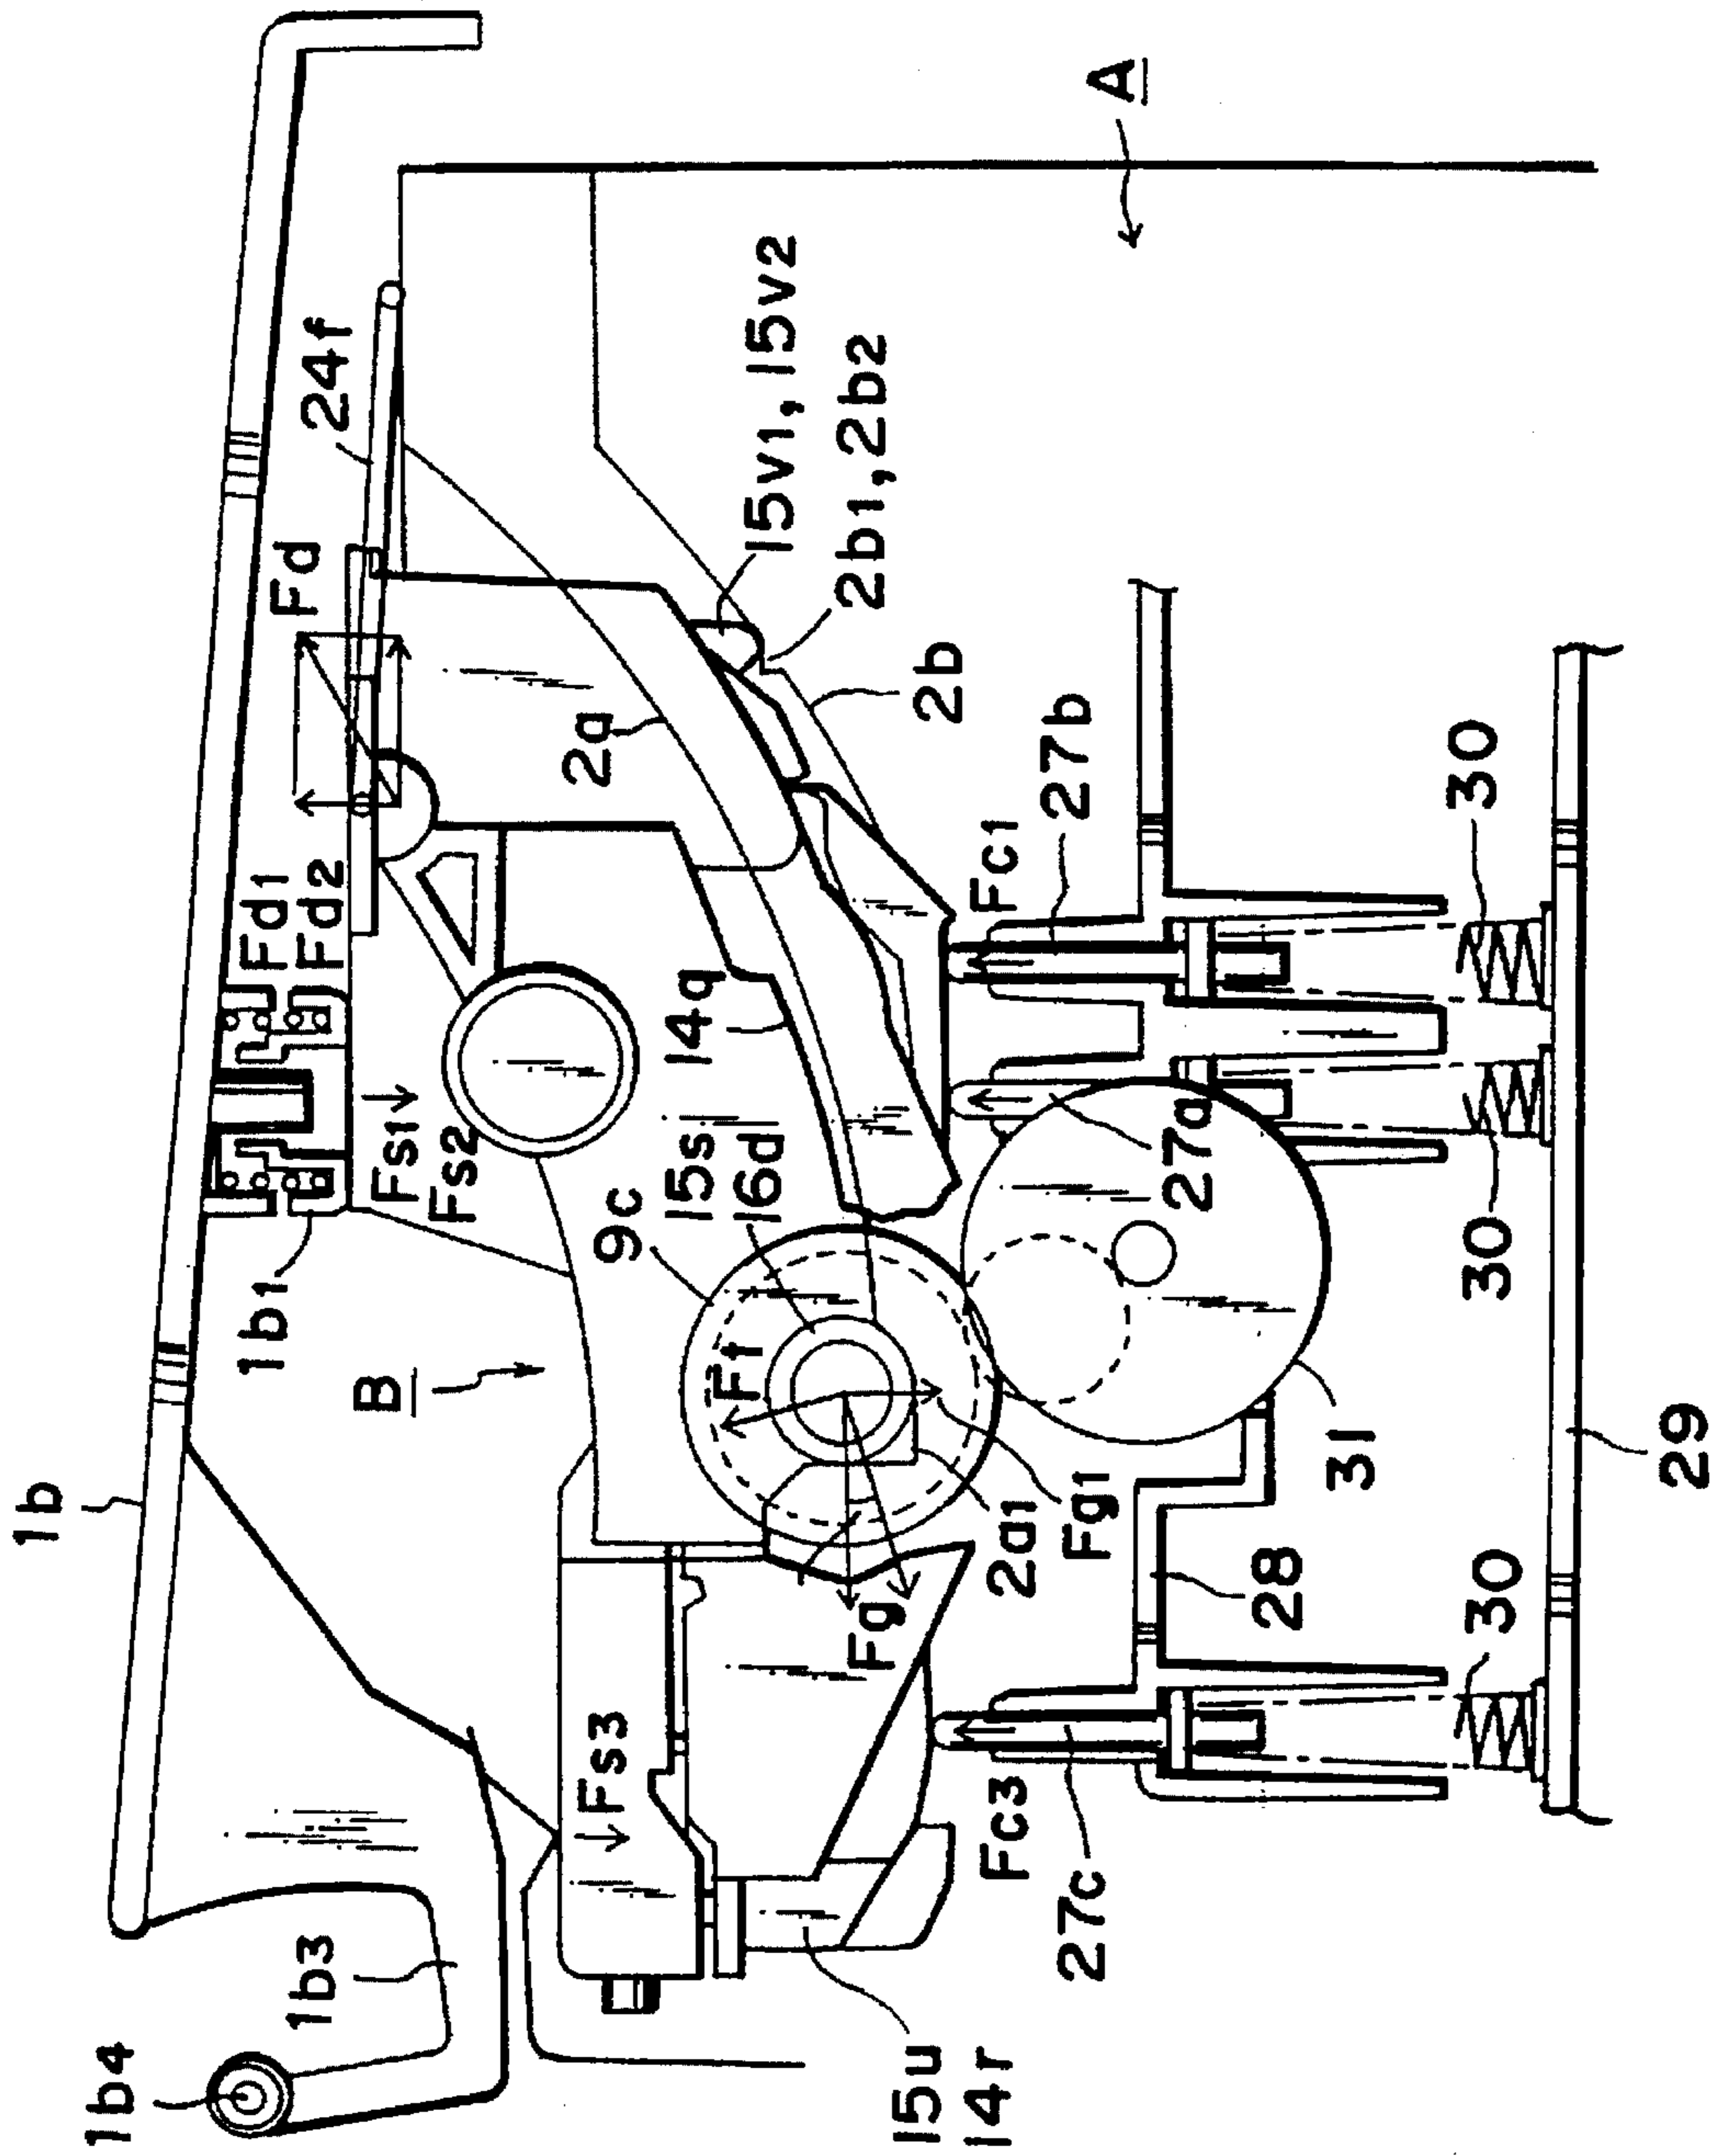 1b4
1b3
1b
15u
14r
Fs3
Fc3
27c
30
28
29
B
1b1
Fg
Ft
Fg1
2a1
31
9c
15s
16d
Fs1
Fs2
Fd1
Fd2
14q
27a
30
Fc1
27b
30
2a
2b
Fd
24f
15v1, 15v2
2b1, 2b2
A